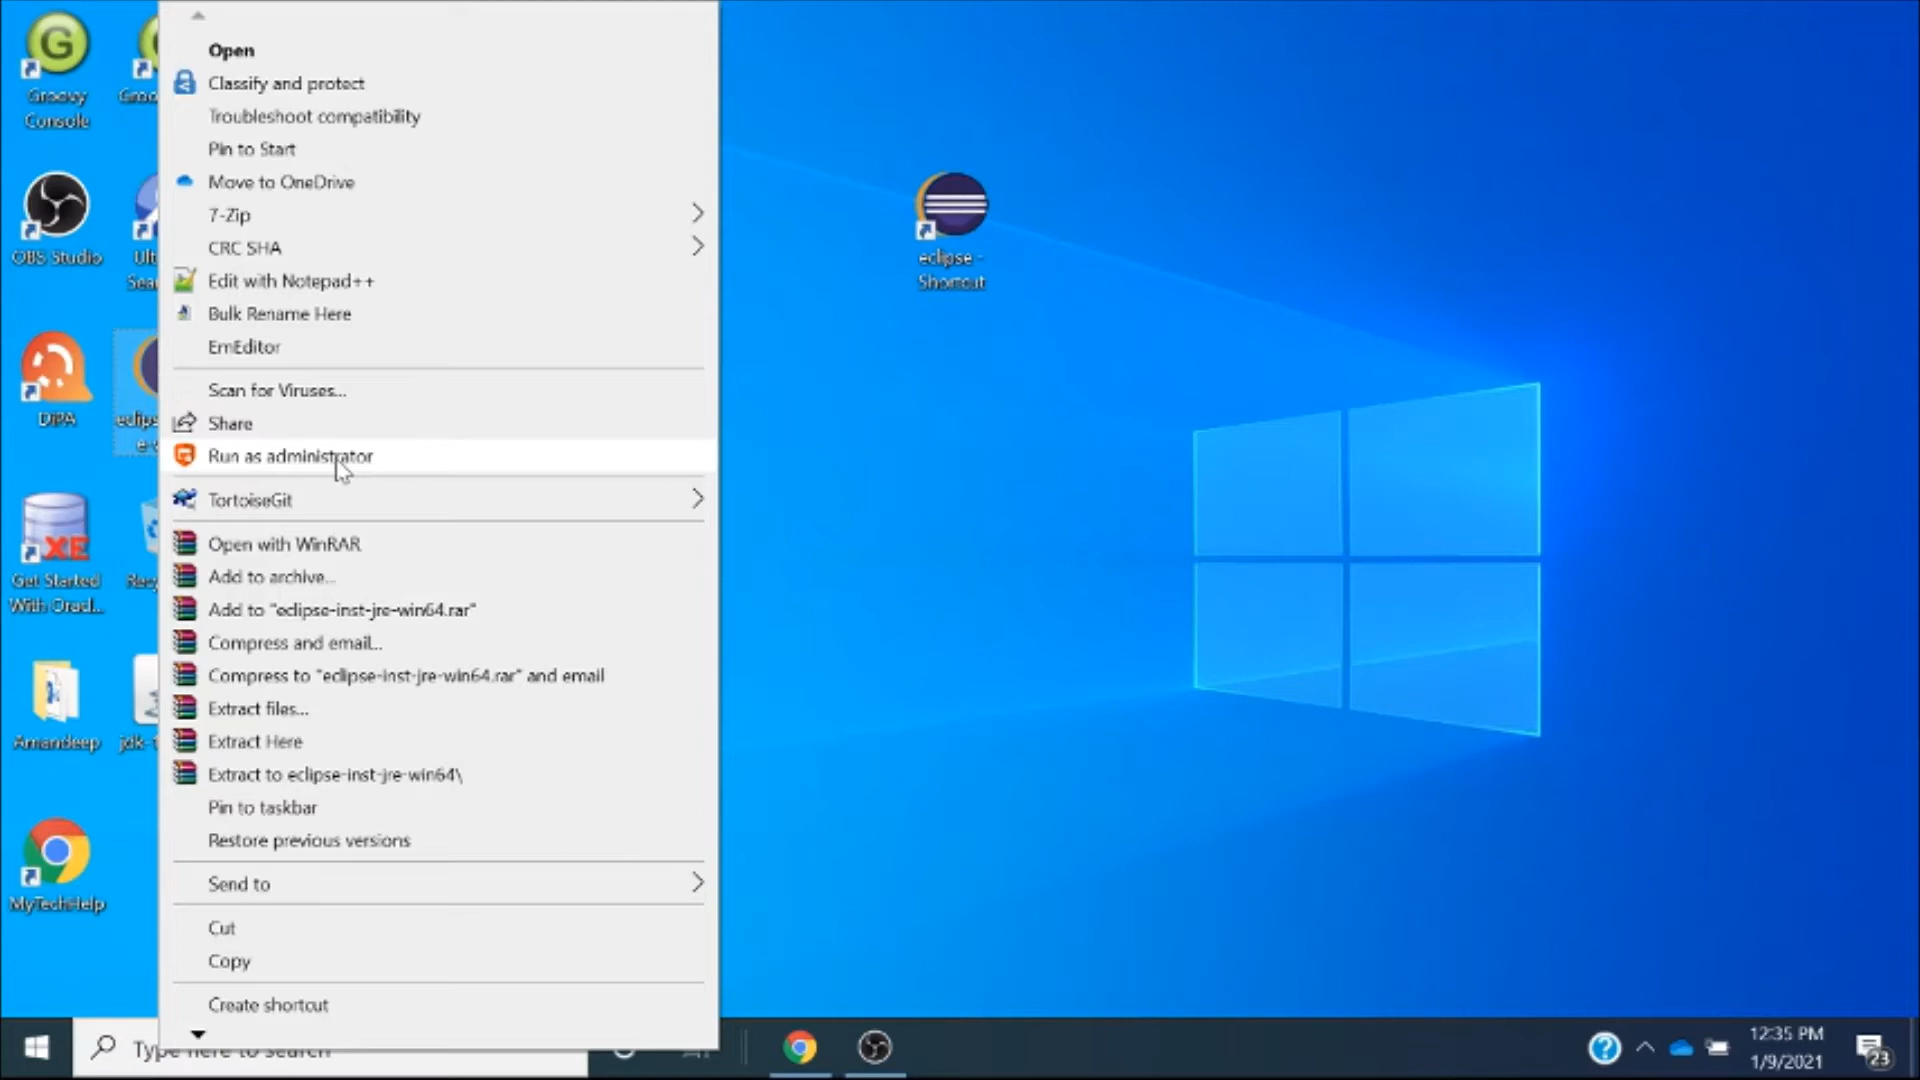 Groovy
Console
OBS Studio
DiPA
Get Started
With Oracl...
Amandeep
MyTechHelp
Open
Classify and protect
Troubleshoot compatibility
Pin to Start
Move to OneDrive
7-Zip
CRC SHA
Edit with Notepad++
Bulk Rename Here
EmEditor
Scan for Viruses...
Share
Run as administrator
TortoiseGit
Open with WinRAR
Add to archive...
Add to "eclipse-inst-jre-win64.rar"
Compress and email...
Compress to "eclipse-inst-jre-win64.rar" and email
Extract files...
Extract Here
Extract to eclipse-inst-jre-win64\
Pin to taskbar
Restore previous versions
Send to
Cut
Copy
Create shortcut
eclipse -
Shortcut
Type here to search
12:35 PM
1/9/2021
23